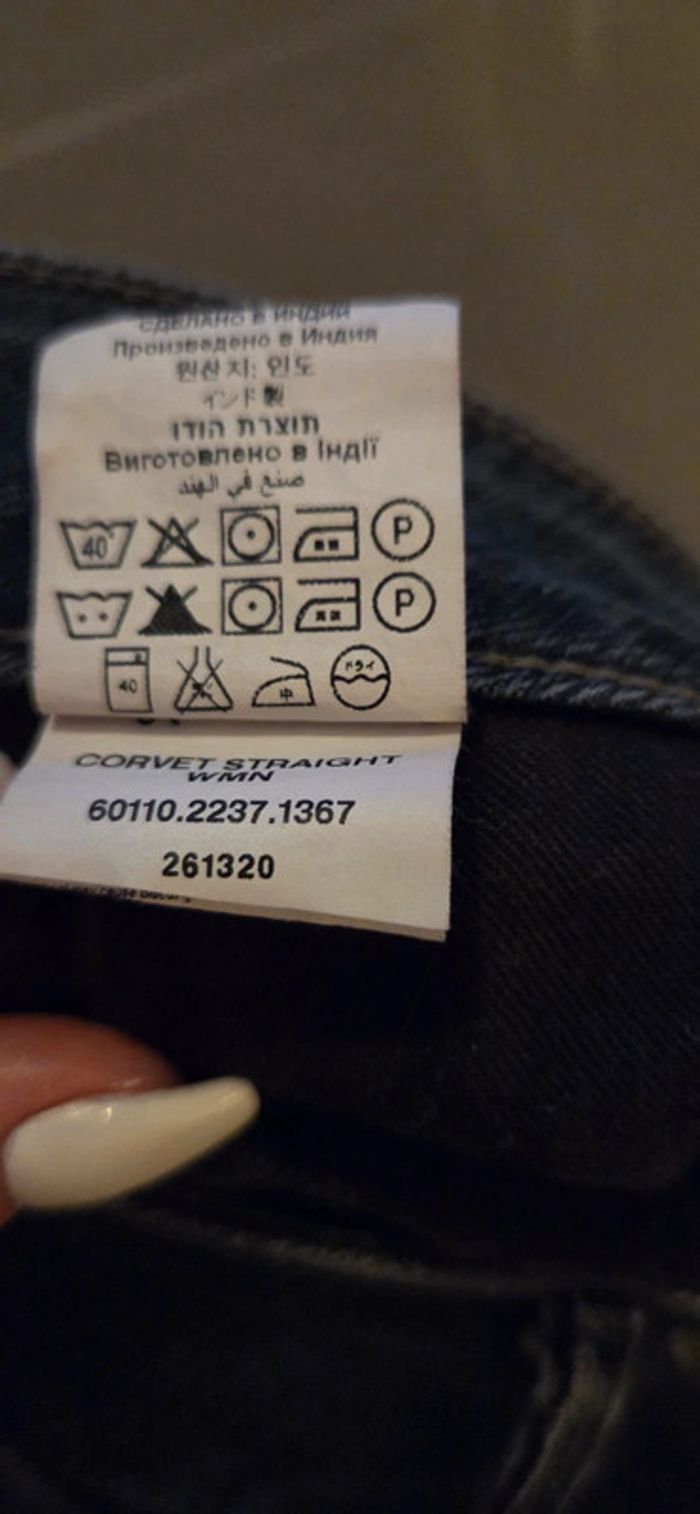 СДЕЛАНО В ИНДИИ
Произведено в Индия
원산지: 인도
インド製
תוצרת הודו
Виготовлено в Індії
صنع في الهند
40 P
P
40 中 ドライ
CORVET STRAIGHT
WMN
60110.2237.1367
261320